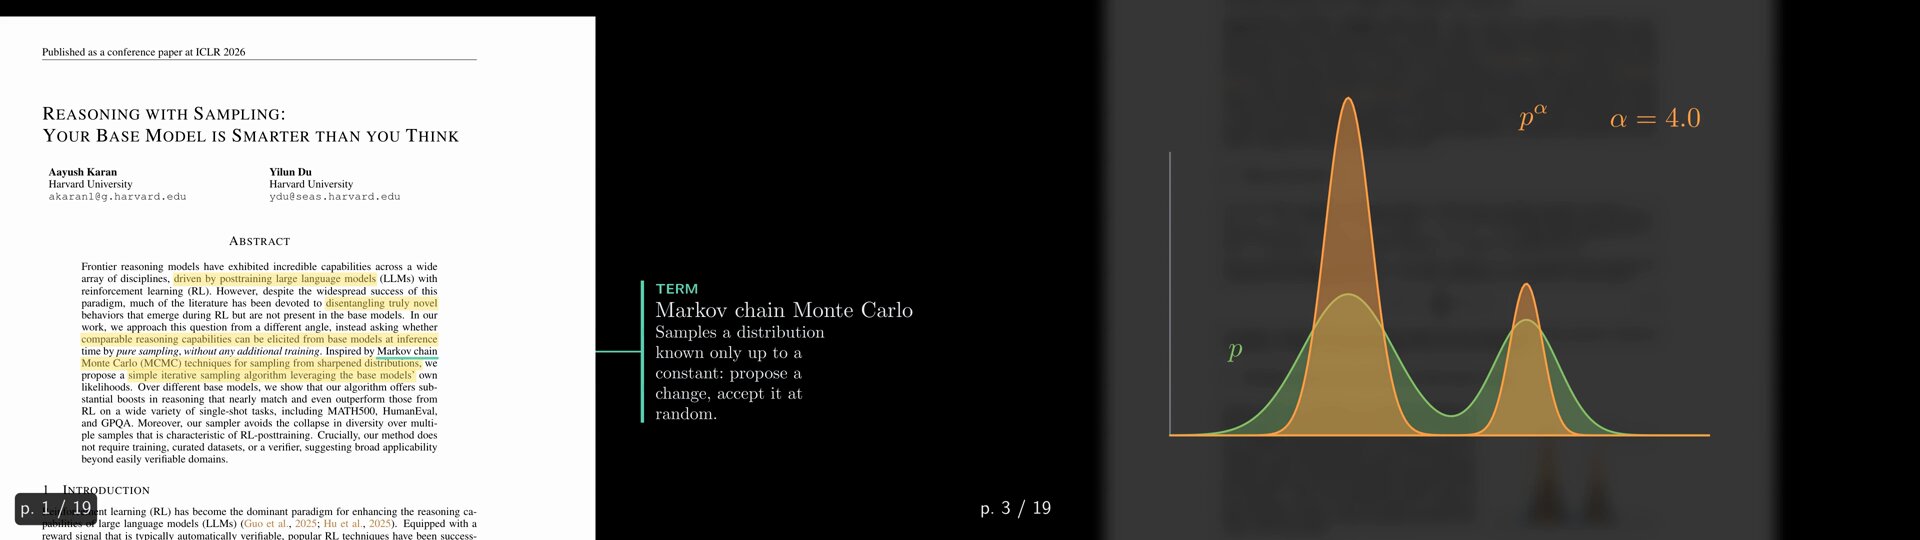 Published as a conference paper at ICLR 2026
REASONING WITH SAMPLING:
YOUR BASE MODEL IS SMARTER THAN YOU THINK
Aayush Karan
Harvard University
akaran1@g.harvard.edu
Yilun Du
Harvard University
ydu@seas.harvard.edu
ABSTRACT
Frontier reasoning models have exhibited incredible capabilities across a wide
array of disciplines, driven by posttraining large language models (LLMs) with
reinforcement learning (RL). However, despite the widespread success of this
paradigm, much of the literature has been devoted to disentangling truly novel
behaviors that emerge during RL but are not present in the base models. In our
work, we approach this question from a different angle, instead asking whether
comparable reasoning capabilities can be elicited from base models at inference
time by pure sampling, without any additional training. Inspired by Markov chain
Monte Carlo (MCMC) techniques for sampling from sharpened distributions, we
propose a simple iterative sampling algorithm leveraging the base models' own
likelihoods. Over different base models, we show that our algorithm offers sub-
stantial boosts in reasoning that nearly match and even outperform those from
RL on a wide variety of single-shot tasks, including MATH500, HumanEval,
and GPQA. Moreover, our sampler avoids the collapse in diversity over multi-
ple samples that is characteristic of RL-posttraining. Crucially, our method does
not require training, curated datasets, or a verifier, suggesting broad applicability
beyond easily verifiable domains.
1 INTRODUCTION
learning (RL) has become the dominant paradigm for enhancing the reasoning ca-
of large language models (LLMs) (Guo et al., 2025; Hu et al., 2025). Equipped with a
reward signal that is typically automatically verifiable, popular RL techniques have been success-
p. 1 / 19
TERM
Markov chain Monte Carlo
Samples a distribution
known only up to a
constant: propose a
change, accept it at
random.
p. 3 / 19
p^α α = 4.0
p